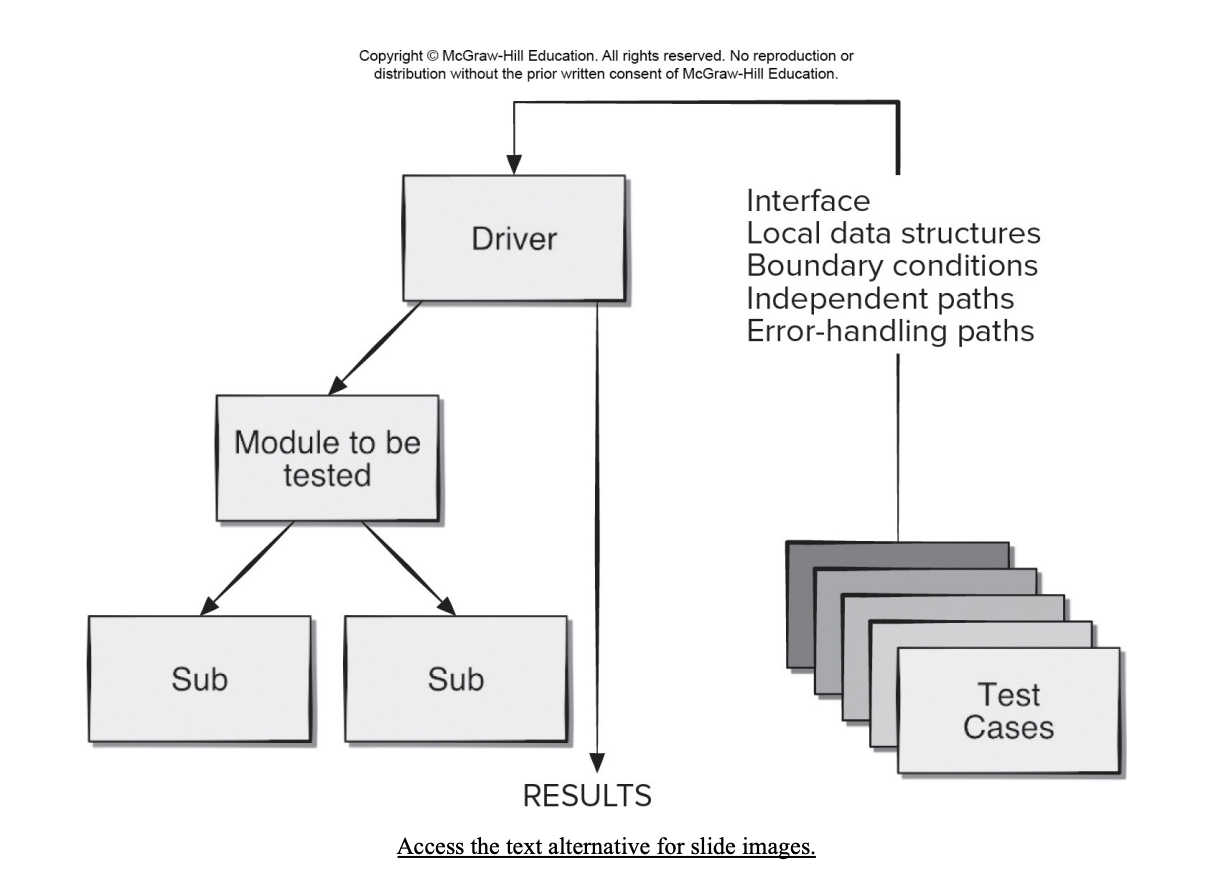 Copyright © McGraw-Hill Education. All rights reserved. No reproduction or
distribution without the prior written consent of McGraw-Hill Education.
Driver
Interface
Local data structures
Boundary conditions
Independent paths
Error-handling paths
Module to be
tested
Sub
Sub
Test
Cases
RESULTS
Access the text alternative for slide images.